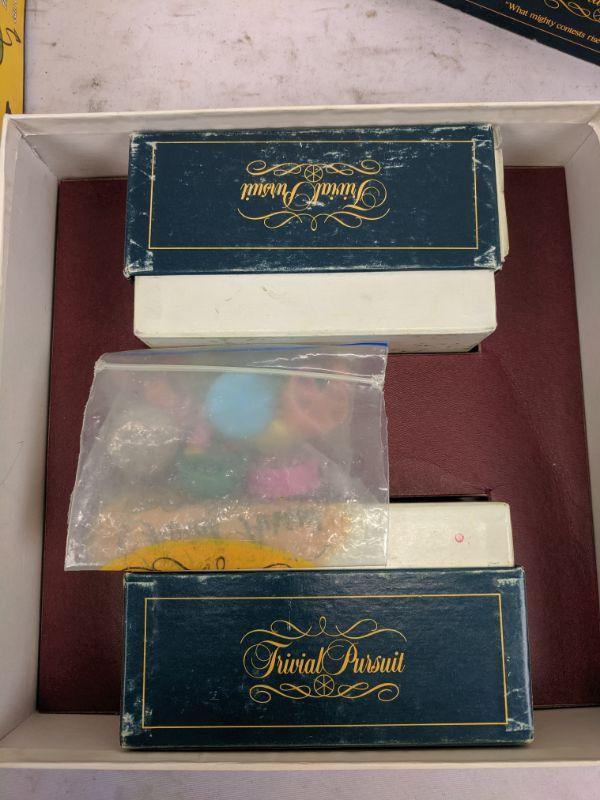 "What mighty contests rise
Trivial Pursuit
Trivial Pursuit